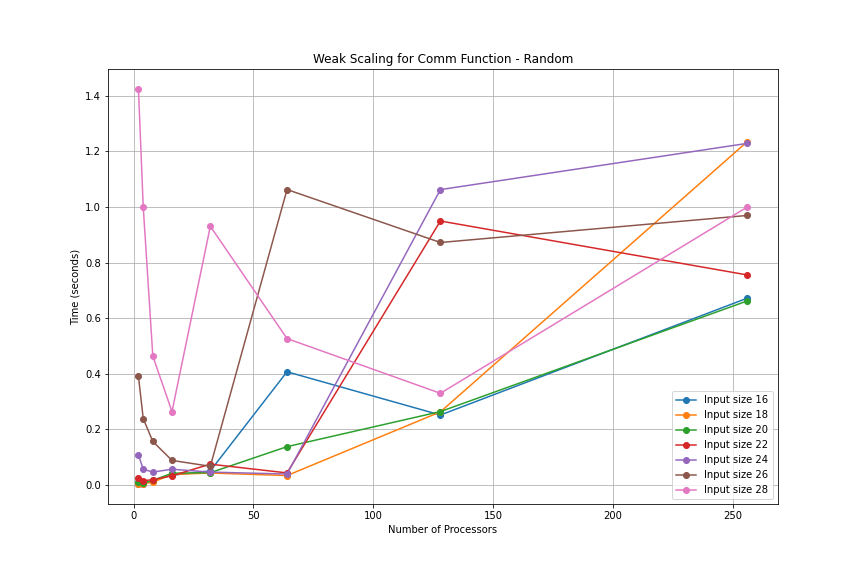 Weak Scaling for Comm Function - Random
Time (seconds)
1.4
1.2
1.0
0.8
0.6
0.4
0.2
0.0
0
50
100
150
200
250
Number of Processors
Input size 16
Input size 18
Input size 20
Input size 22
Input size 24
Input size 26
Input size 28